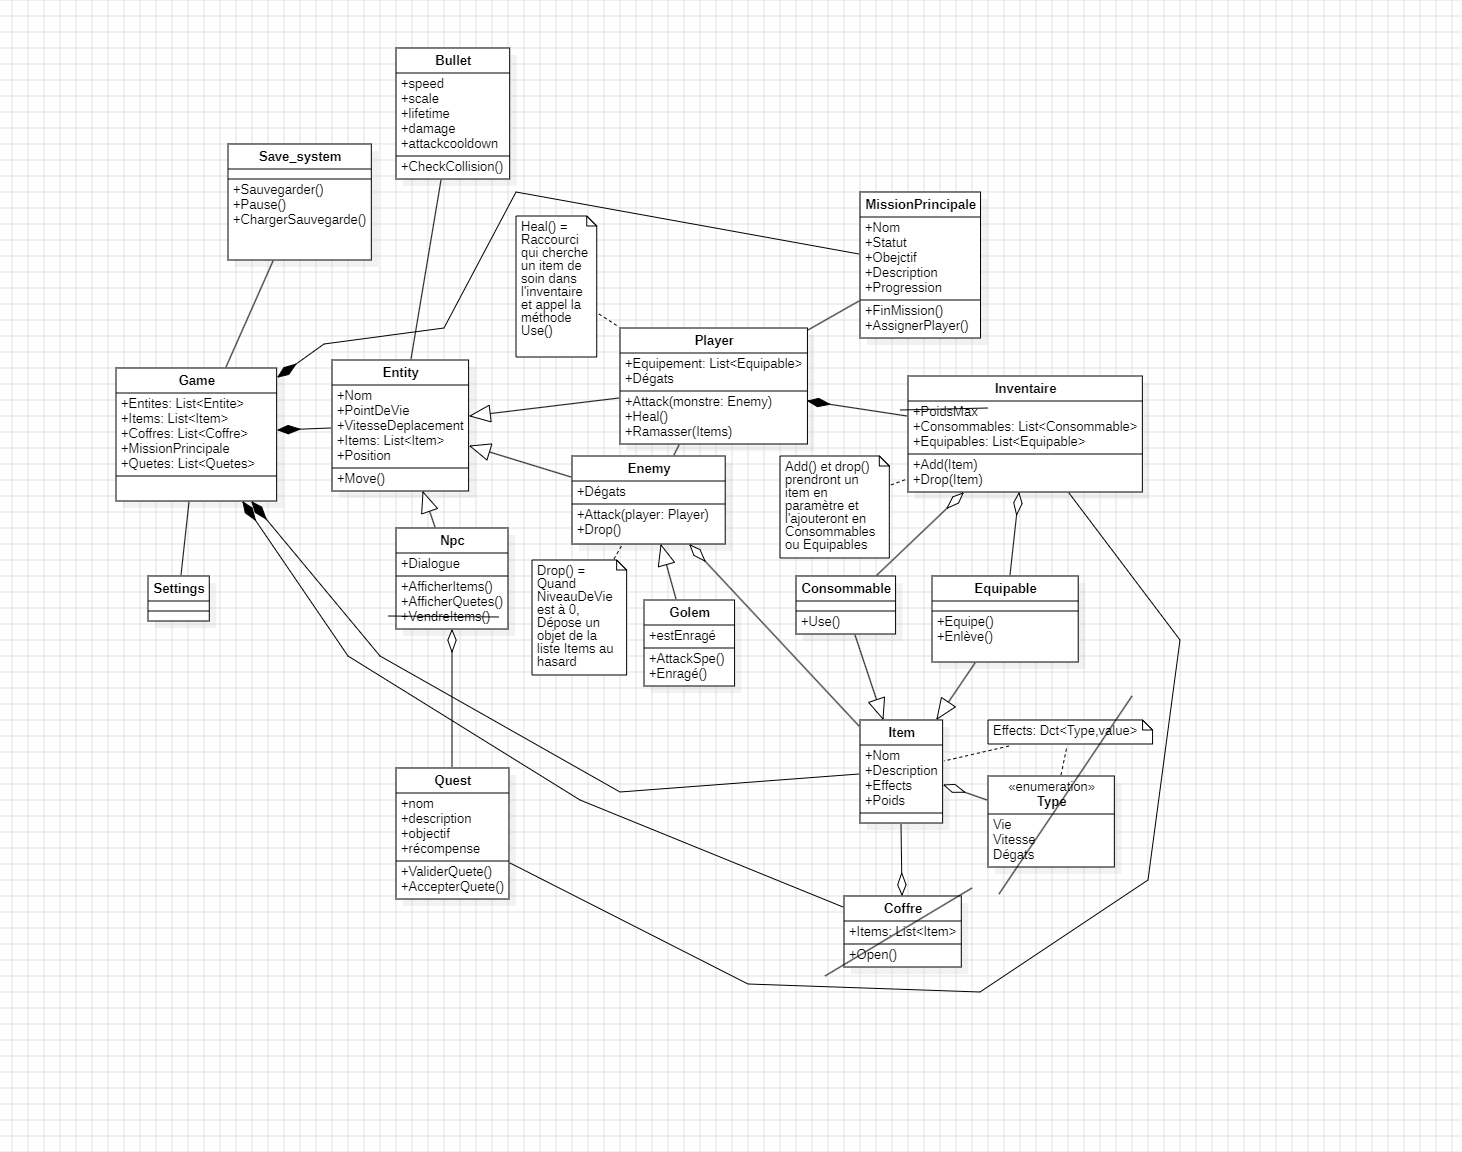 Bullet
+speed
+scale
+lifetime
+damage
+attackcooldown
+CheckCollision()
Save_system
+Sauvegarder()
+Pause()
+ChargerSauvegarde()
MissionPrincipale
+Nom
+Statut
+Obejctif
+Description
+Progression
+FinMission()
+AssignerPlayer()
Heal() =
Raccourci
qui cherche
un item de
soin dans
l'inventaire
et appel la
méthode
Use()
Player
+Equipement: List<Equipable>
+Dégats
+Attack(monstre: Enemy)
+Heal()
+Ramasser(Items)
Game
+Entites: List<Entite>
+Items: List<Item>
+Coffres: List<Coffre>
+MissionPrincipale
+Quetes: List<Quetes>
Entity
+Nom
+PointDeVie
+VitesseDeplacement
+Items: List<Item>
+Position
+Move()
Inventaire
+PoidsMax
+Consommables: List<Consommable>
+Equipables: List<Equipable>
+Add(Item)
+Drop(Item)
Enemy
+Dégats
+Attack(player: Player)
+Drop()
Add() et drop()
prendront un
item en
paramètre et
l'ajouteront en
Consommables
ou Equipables
Npc
+Dialogue
+AfficherItems()
+AfficherQuetes()
+VendreItems()
Drop() =
Quand
NiveauDeVie
est à 0,
Dépose un
objet de la
liste Items au
hasard
Settings
Golem
+estEnragé
+AttackSpe()
+Enragé()
Consommable
+Use()
Equipable
+Equipe()
+Enlève()
Item
+Nom
+Description
+Effects
+Poids
Effects: Dct<Type,value>
«enumeration»
Type
Vie
Vitesse
Dégats
Quest
+nom
+description
+objectif
+récompense
+ValiderQuete()
+AccepterQuete()
Coffre
+Items: List<Item>
+Open()